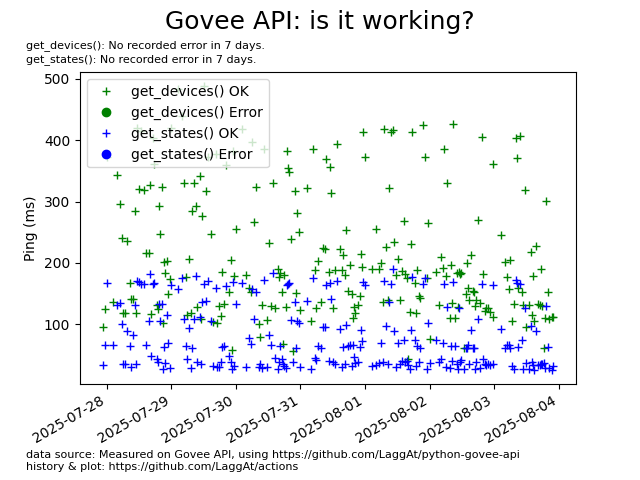 Govee API: is it working?
get_devices(): No recorded error in 7 days.
get_states(): No recorded error in 7 days.
get_devices() OK
get_devices() Error
get_states() OK
get_states() Error
Ping (ms)
500
400
300
200
100
2025-07-28
2025-07-29
2025-07-30
2025-07-31
2025-08-01
2025-08-02
2025-08-03
2025-08-04
data source: Measured on Govee API, using https://github.com/LaggAt/python-govee-api
history & plot: https://github.com/LaggAt/actions